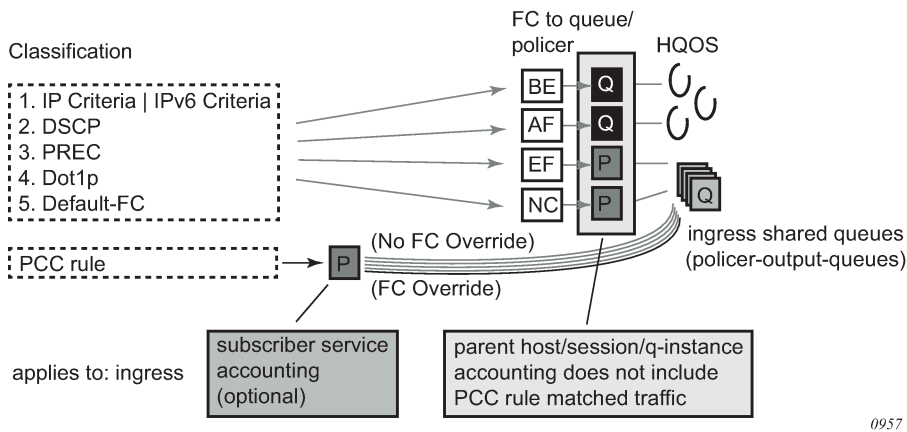 Classification
FC to queue/
policer
HQOS
1. IP Criteria | IPv6 Criteria
2. DSCP
3. PREC
4. Dot1p
5. Default-FC
BE
Q
AF
Q
EF
P
NC
P
Q
ingress shared queues
(policer-output-queues)
PCC rule
P
(No FC Override)
(FC Override)
applies to: ingress
subscriber service
accounting
(optional)
parent host/session/q-instance
accounting does not include
PCC rule matched traffic
0957